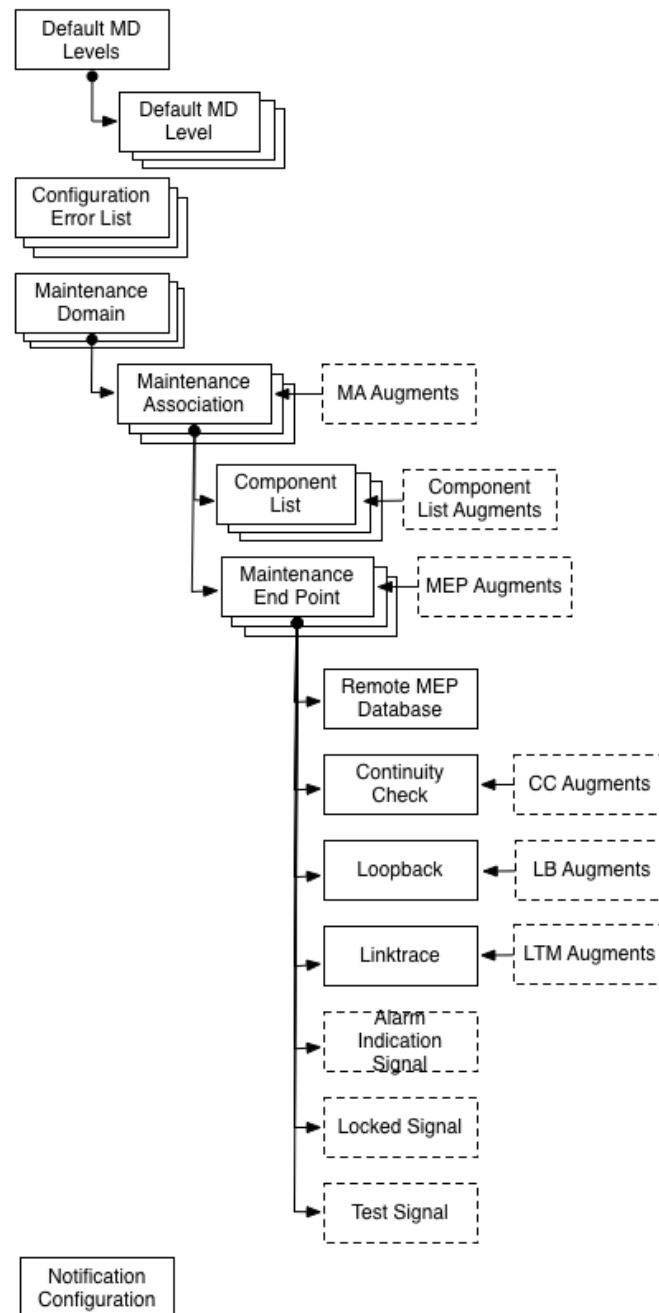 Default MD
Levels
Default MD
Level
Configuration
Error List
Maintenance
Domain
Maintenance
Association
MA Augments
Component
List
Component
List Augments
Maintenance
End Point
MEP Augments
Remote MEP
Database
Continuity
Check
CC Augments
Loopback
LB Augments
Linktrace
LTM Augments
Alarm
Indication
Signal
Locked Signal
Test Signal
Notification
Configuration